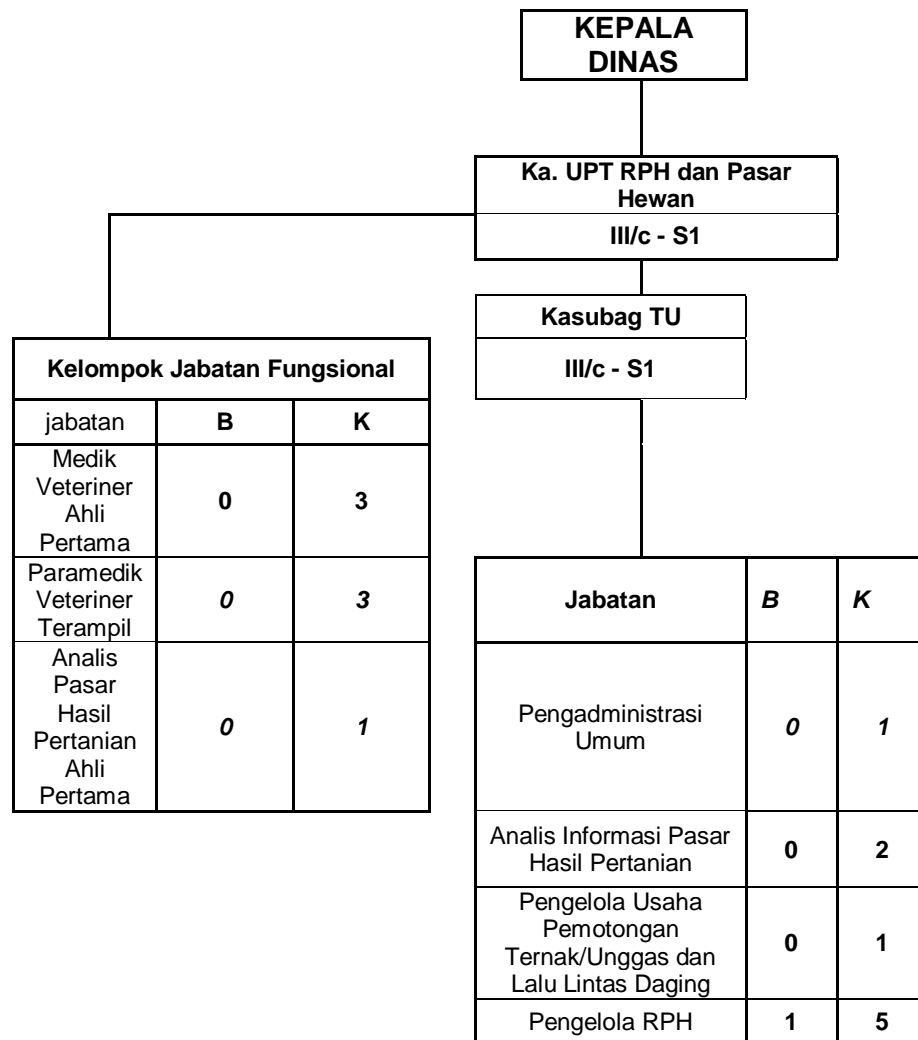 KEPALA
DINAS
Ka. UPT RPH dan Pasar
Hewan
III/c - S1
Kasubag TU
III/c - S1
Kelompok Jabatan Fungsional
jabatan B K
Medik
Veteriner
Ahli
Pertama
0 3
Paramedik
Veteriner
Terampil
0 3
Analis
Pasar
Hasil
Pertanian
Ahli
Pertama
0 1
Jabatan B K
Pengadministrasi
Umum
0 1
Analis Informasi Pasar
Hasil Pertanian
0 2
Pengelola Usaha
Pemotongan
Ternak/Unggas dan
Lalu Lintas Daging
0 1
Pengelola RPH 1 5